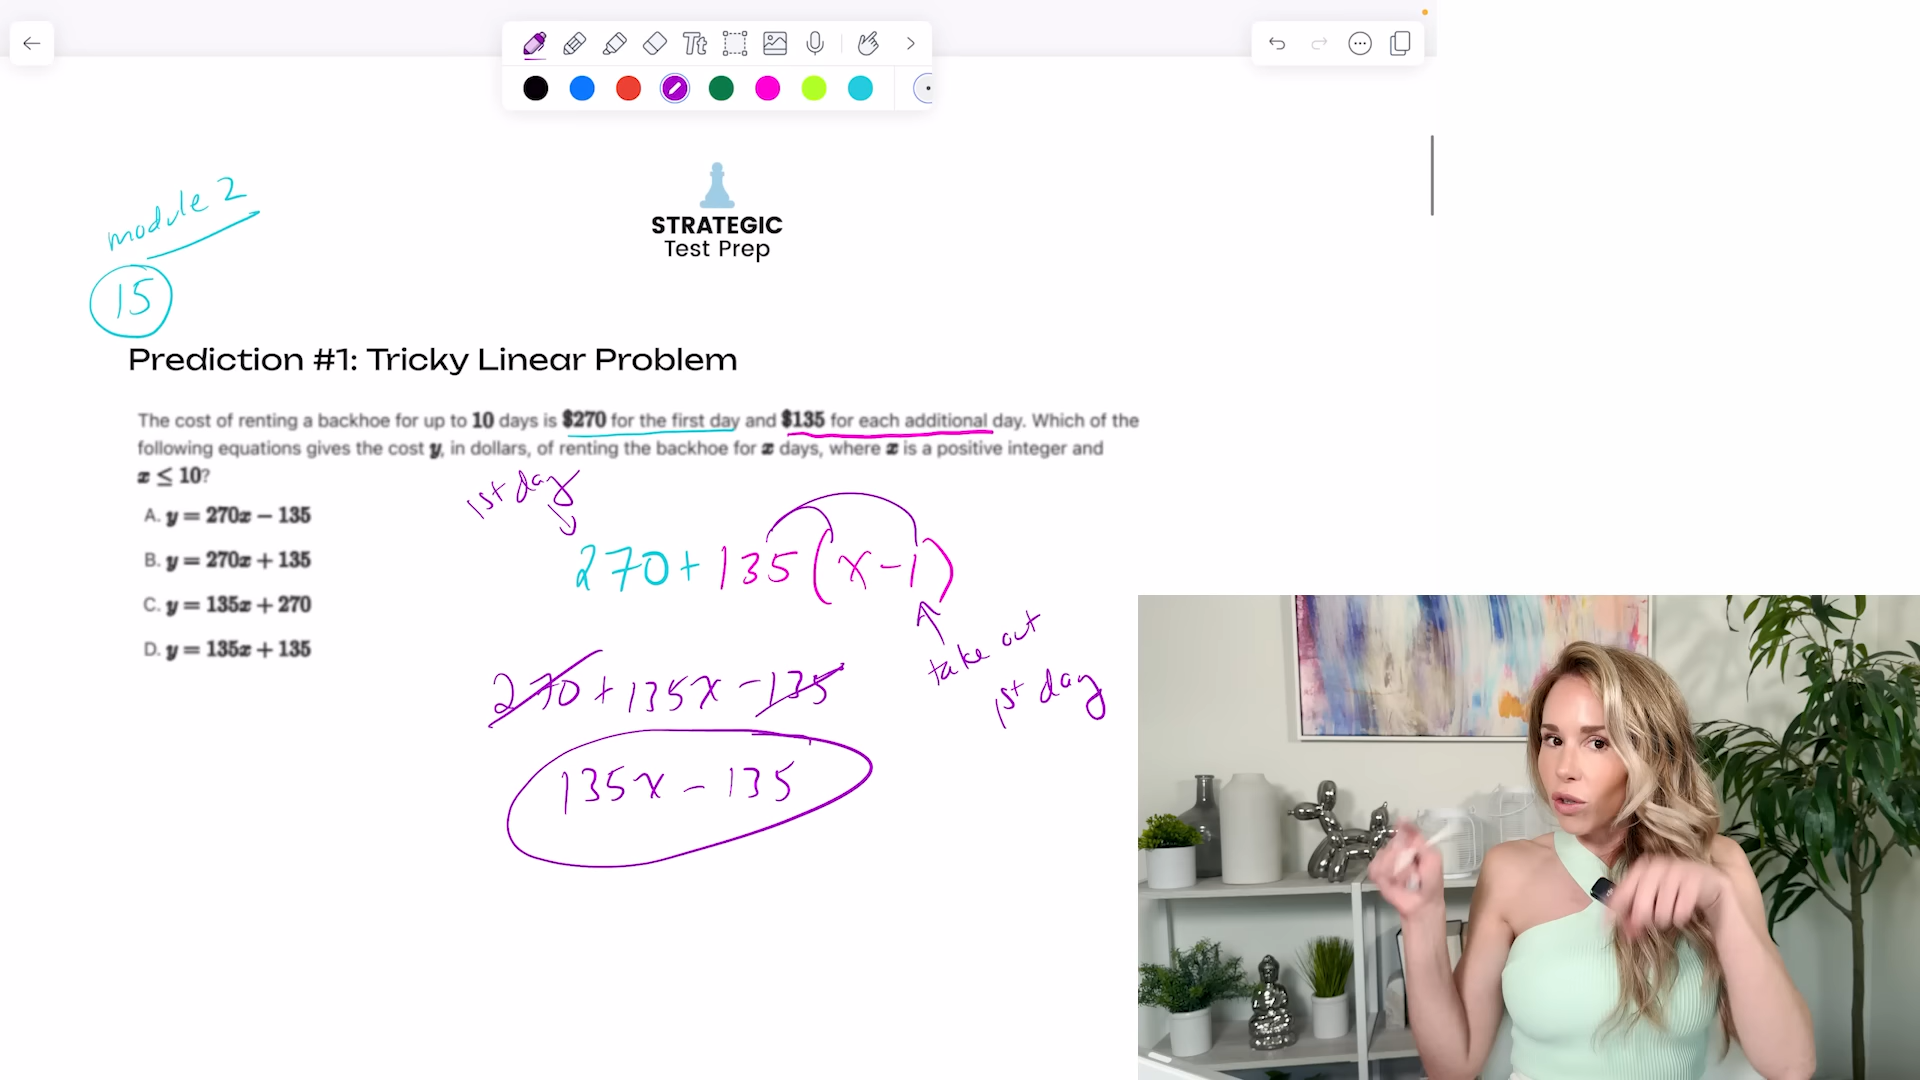 Tt
module 2
15
STRATEGIC
Test Prep
Prediction #1: Tricky Linear Problem
The cost of renting a backhoe for up to 10 days is $270 for the first day and $135 for each additional day. Which of the
following equations gives the cost y, in dollars, of renting the backhoe for x days, where x is a positive integer and
x ≤ 10?
A. y = 270x − 135
B. y = 270x + 135
C. y = 135x + 270
D. y = 135x + 135
1st day
270 + 135 (x − 1)
take out
1st day
270 + 135x − 135
135x − 135